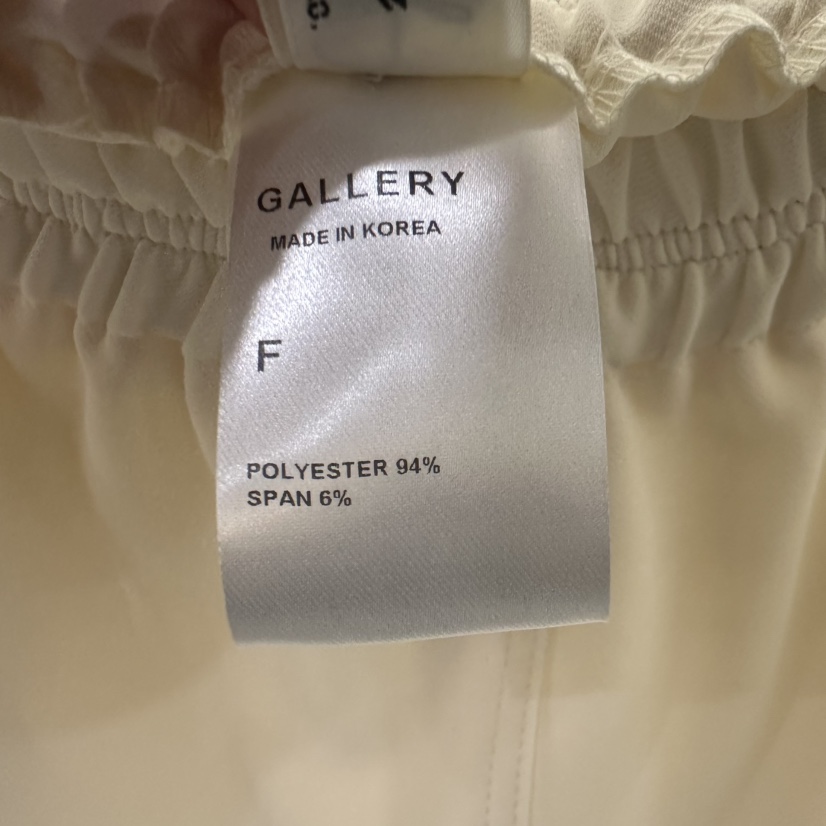 GALLERY
MADE IN KOREA
F
POLYESTER 94%
SPAN 6%